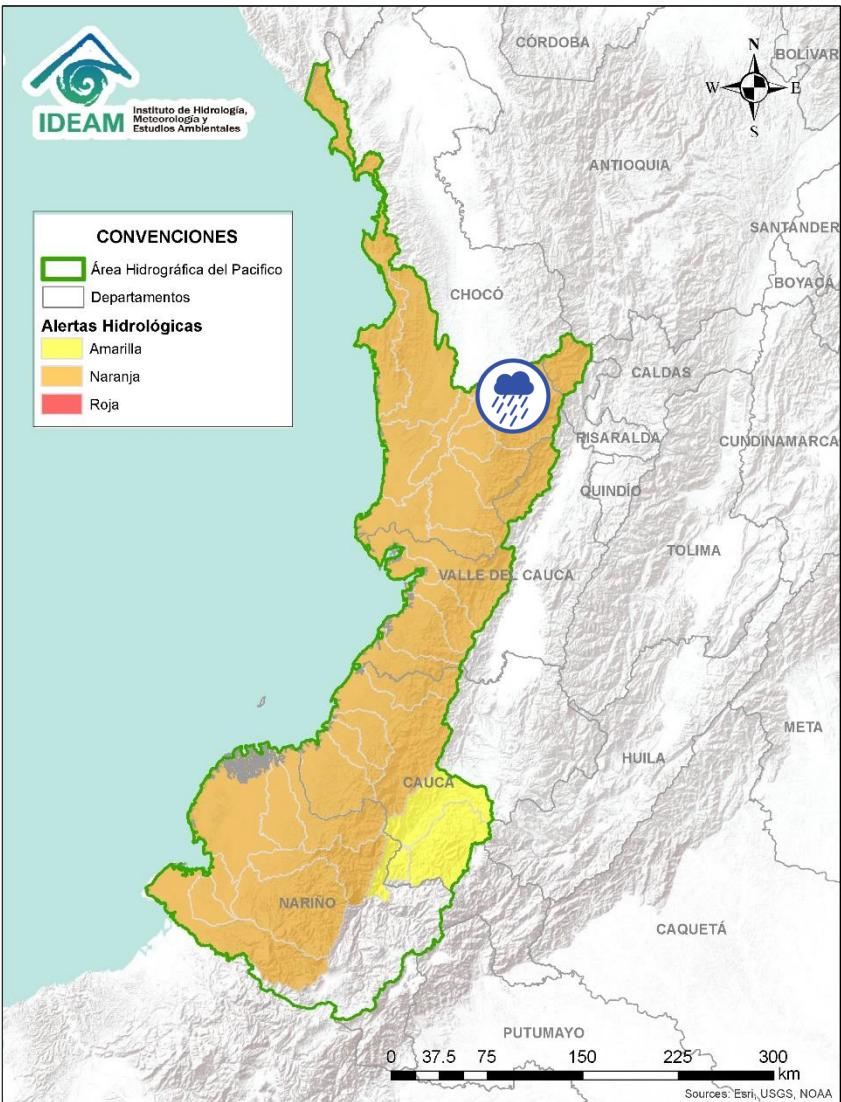 IDEAM
Instituto de Hidrología,
Meteorología y
Estudios Ambientales
N
W E
S
CONVENCIONES
Área Hidrográfica del Pacifico
Departamentos
Alertas Hidrológicas
Amarilla
Naranja
Roja
CÓRDOBA
BOLÍVAR
ANTIOQUIA
SANTANDER
BOYACÁ
CHOCÓ
CALDAS
RISARALDA
CUNDINAMARCA
QUINDÍO
TOLIMA
VALLE DEL CAUCA
META
HUILA
CAUCA
NARIÑO
CAQUETÁ
PUTUMAYO
0 37.5 75 150 225 300
km
Sources: Esri, USGS, NOAA